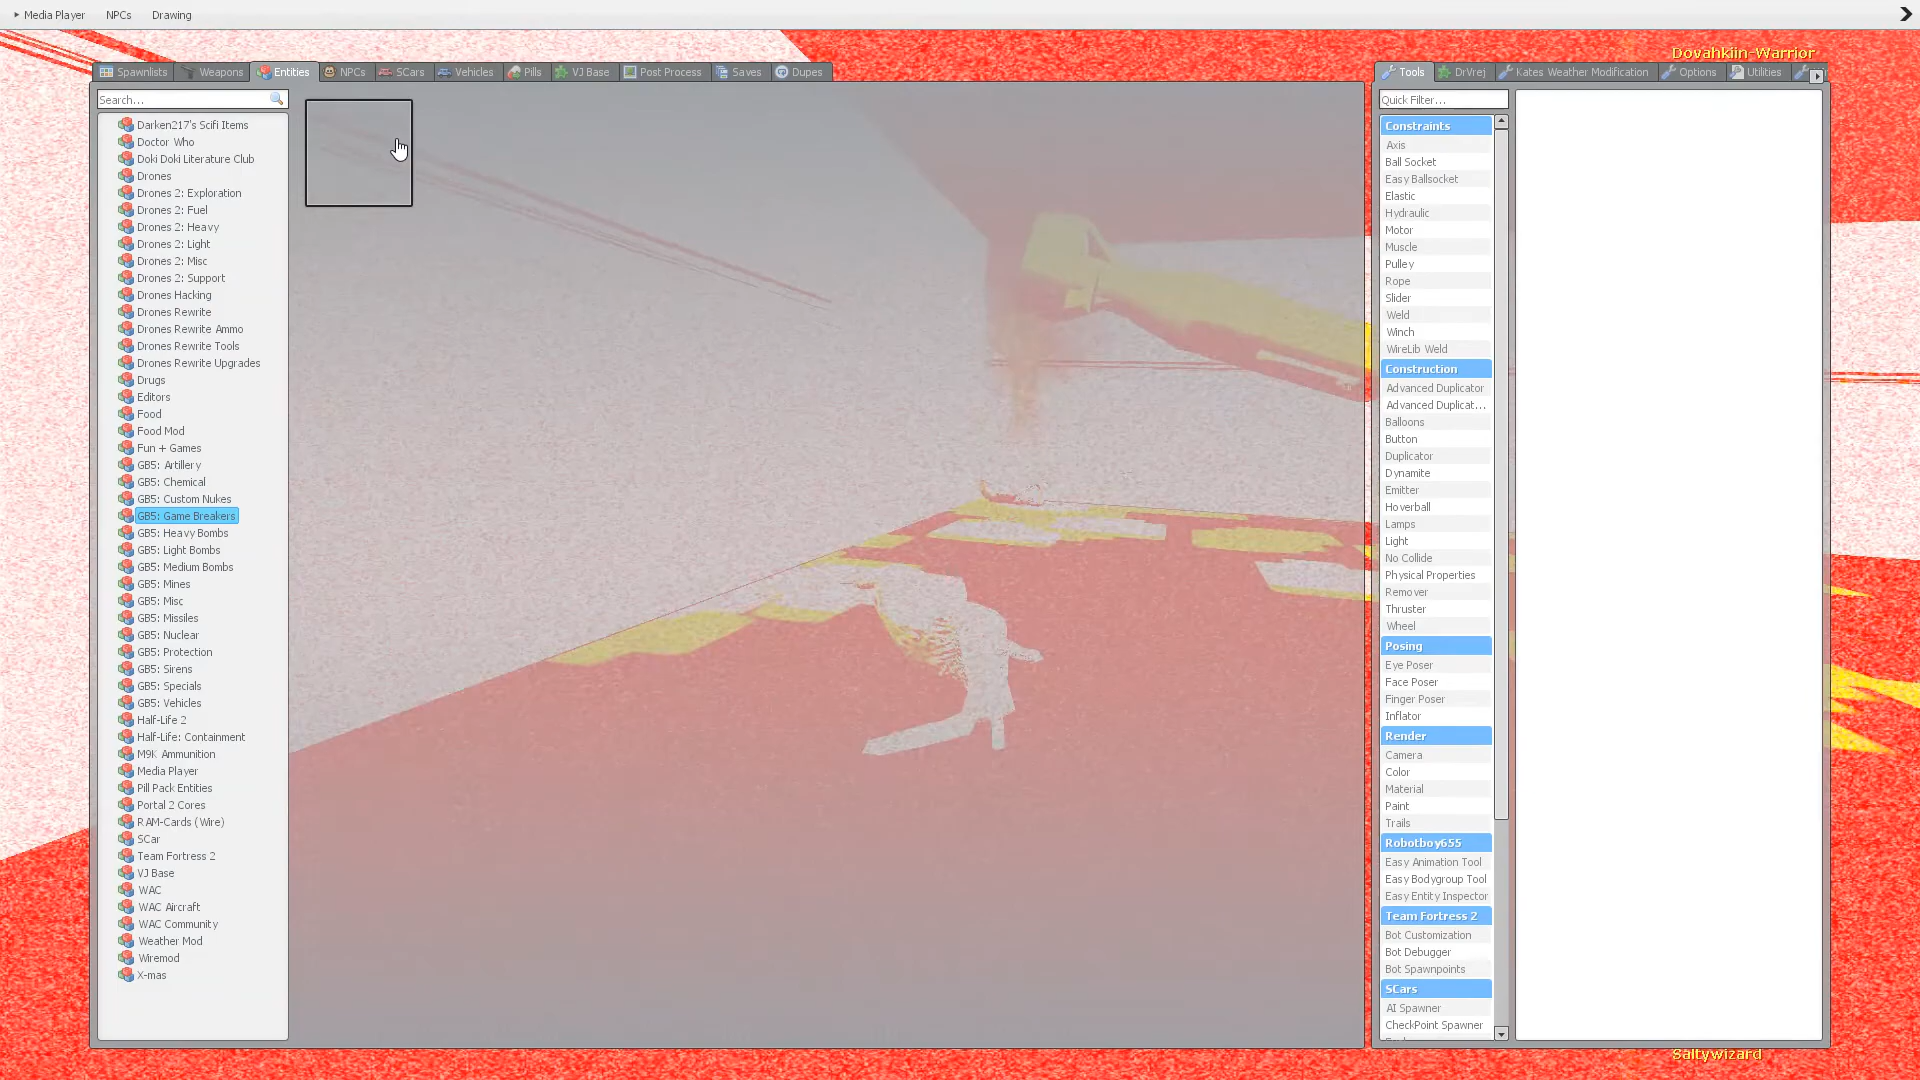 Media Player NPCs Drawing
Dovahkiin-Warrior
Spawnlists Weapons Entities NPCs SCars Vehicles Pills VJ Base Post Process Saves Dupes
Tools DrVrej Kates Weather Modification Options Utilities
Search...
Darken217's Scifi Items
Doctor Who
Doki Doki Literature Club
Drones
Drones 2: Exploration
Drones 2: Fuel
Drones 2: Heavy
Drones 2: Light
Drones 2: Misc
Drones 2: Support
Drones Hacking
Drones Rewrite
Drones Rewrite Ammo
Drones Rewrite Tools
Drones Rewrite Upgrades
Drugs
Editors
Food
Food Mod
Fun + Games
GB5: Artillery
GB5: Chemical
GB5: Custom Nukes
GB5: Game Breakers
GB5: Heavy Bombs
GB5: Light Bombs
GB5: Medium Bombs
GB5: Mines
GB5: Misc
GB5: Missiles
GB5: Nuclear
GB5: Protection
GB5: Sirens
GB5: Specials
GB5: Vehicles
Half-Life 2
Half-Life: Containment
M9K Ammunition
Media Player
Pill Pack Entities
Portal 2 Cores
RAM-Cards (Wire)
SCar
Team Fortress 2
VJ Base
WAC
WAC Aircraft
WAC Community
Weather Mod
Wiremod
X-mas
Quick Filter...
Constraints
Axis
Ball Socket
Easy Ballsocket
Elastic
Hydraulic
Motor
Muscle
Pulley
Rope
Slider
Weld
Winch
WireLib Weld
Construction
Advanced Duplicator
Advanced Duplicat...
Balloons
Button
Duplicator
Dynamite
Emitter
Hoverball
Lamps
Light
No Collide
Physical Properties
Remover
Thruster
Wheel
Posing
Eye Poser
Face Poser
Finger Poser
Inflator
Render
Camera
Color
Material
Paint
Trails
Robotboy655
Easy Animation Tool
Easy Bodygroup Tool
Easy Entity Inspector
Team Fortress 2
Bot Customization
Bot Debugger
Bot Spawnpoints
SCars
AI Spawner
CheckPoint Spawner
Saltywizard